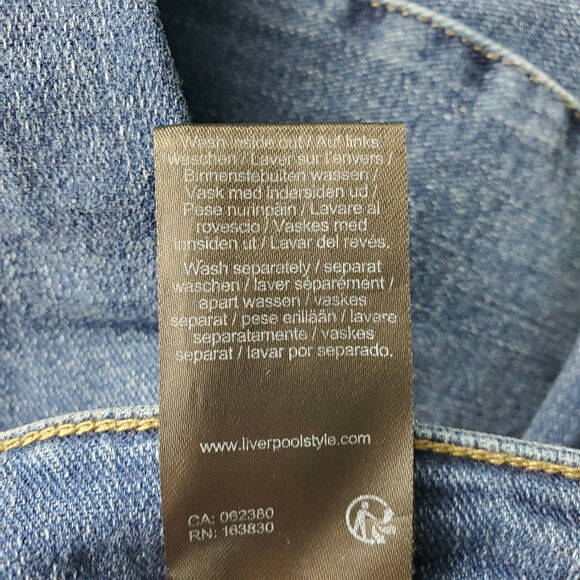 Wash inside out / Auf links
waschen / Laver sur l'envers /
Binnenstebuiten wassen /
Vask med indersiden ud /
Pese nurinpäin / Lavare al
rovescio / Vaskes med
innsiden ut / Lavar del revés.
Wash separately / separat
waschen / laver séparément /
apart wassen / vaskes
separat / pese erillään / lavare
separatamente / vaskes
separat / lavar por separado.
www.liverpoolstyle.com
CA: 062380
RN: 163830